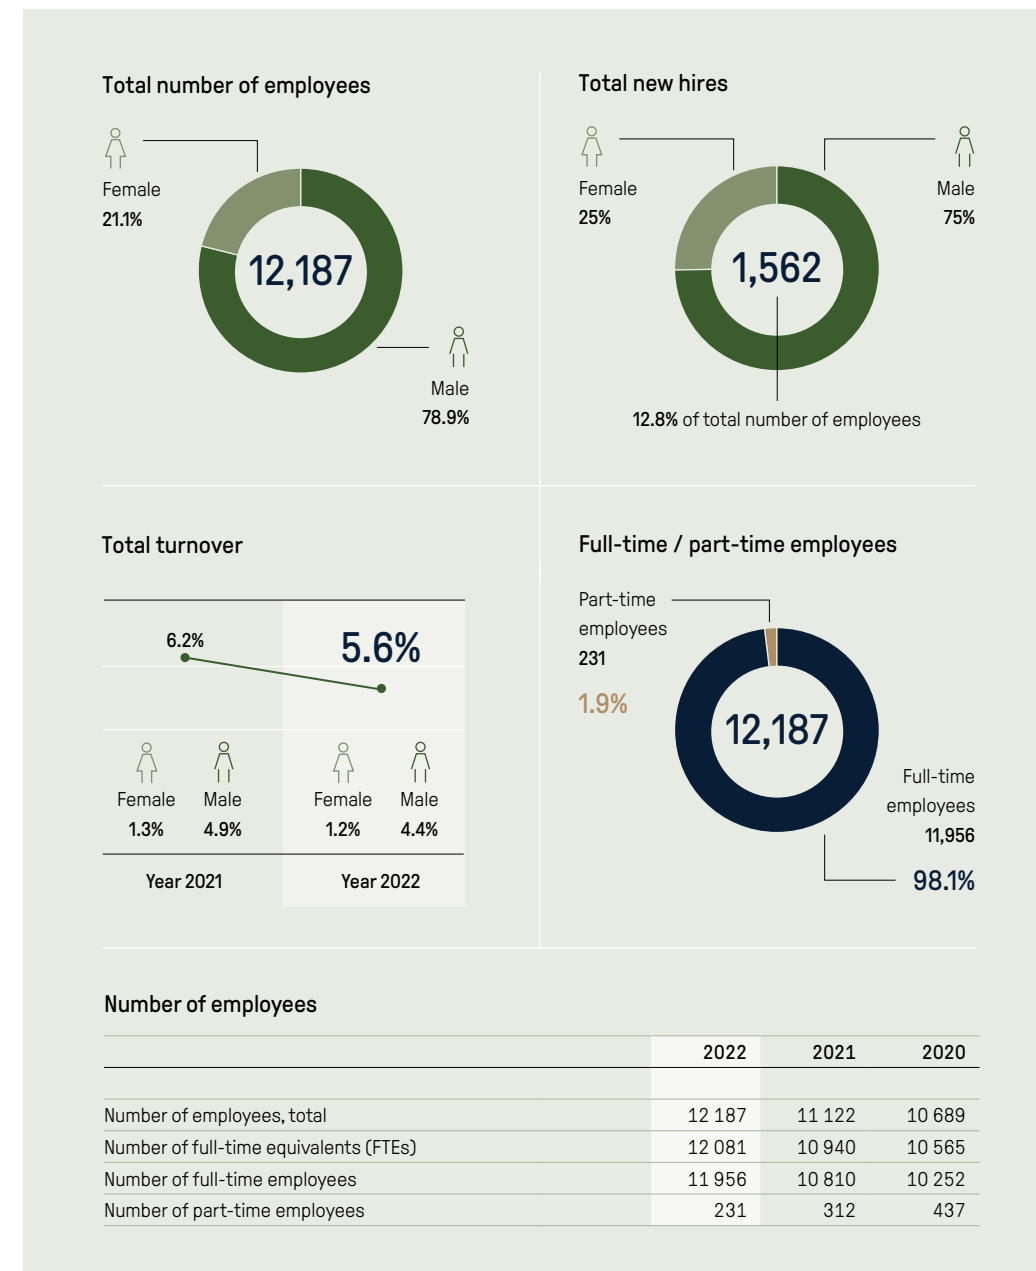 Total number of employees
Female
21.1%
12,187
Male
78.9%
Total new hires
Female
25%
Male
75%
1,562
12.8% of total number of employees
Total turnover
6.2%
5.6%
Female
1.3%
Male
4.9%
Female
1.2%
Male
4.4%
Year 2021
Year 2022
Full-time / part-time employees
Part-time
employees
231
1.9%
12,187
Full-time
employees
11,956
98.1%
Number of employees
2022 2021 2020
Number of employees, total 12 187 11 122 10 689
Number of full-time equivalents (FTEs) 12 081 10 940 10 565
Number of full-time employees 11 956 10 810 10 252
Number of part-time employees 231 312 437